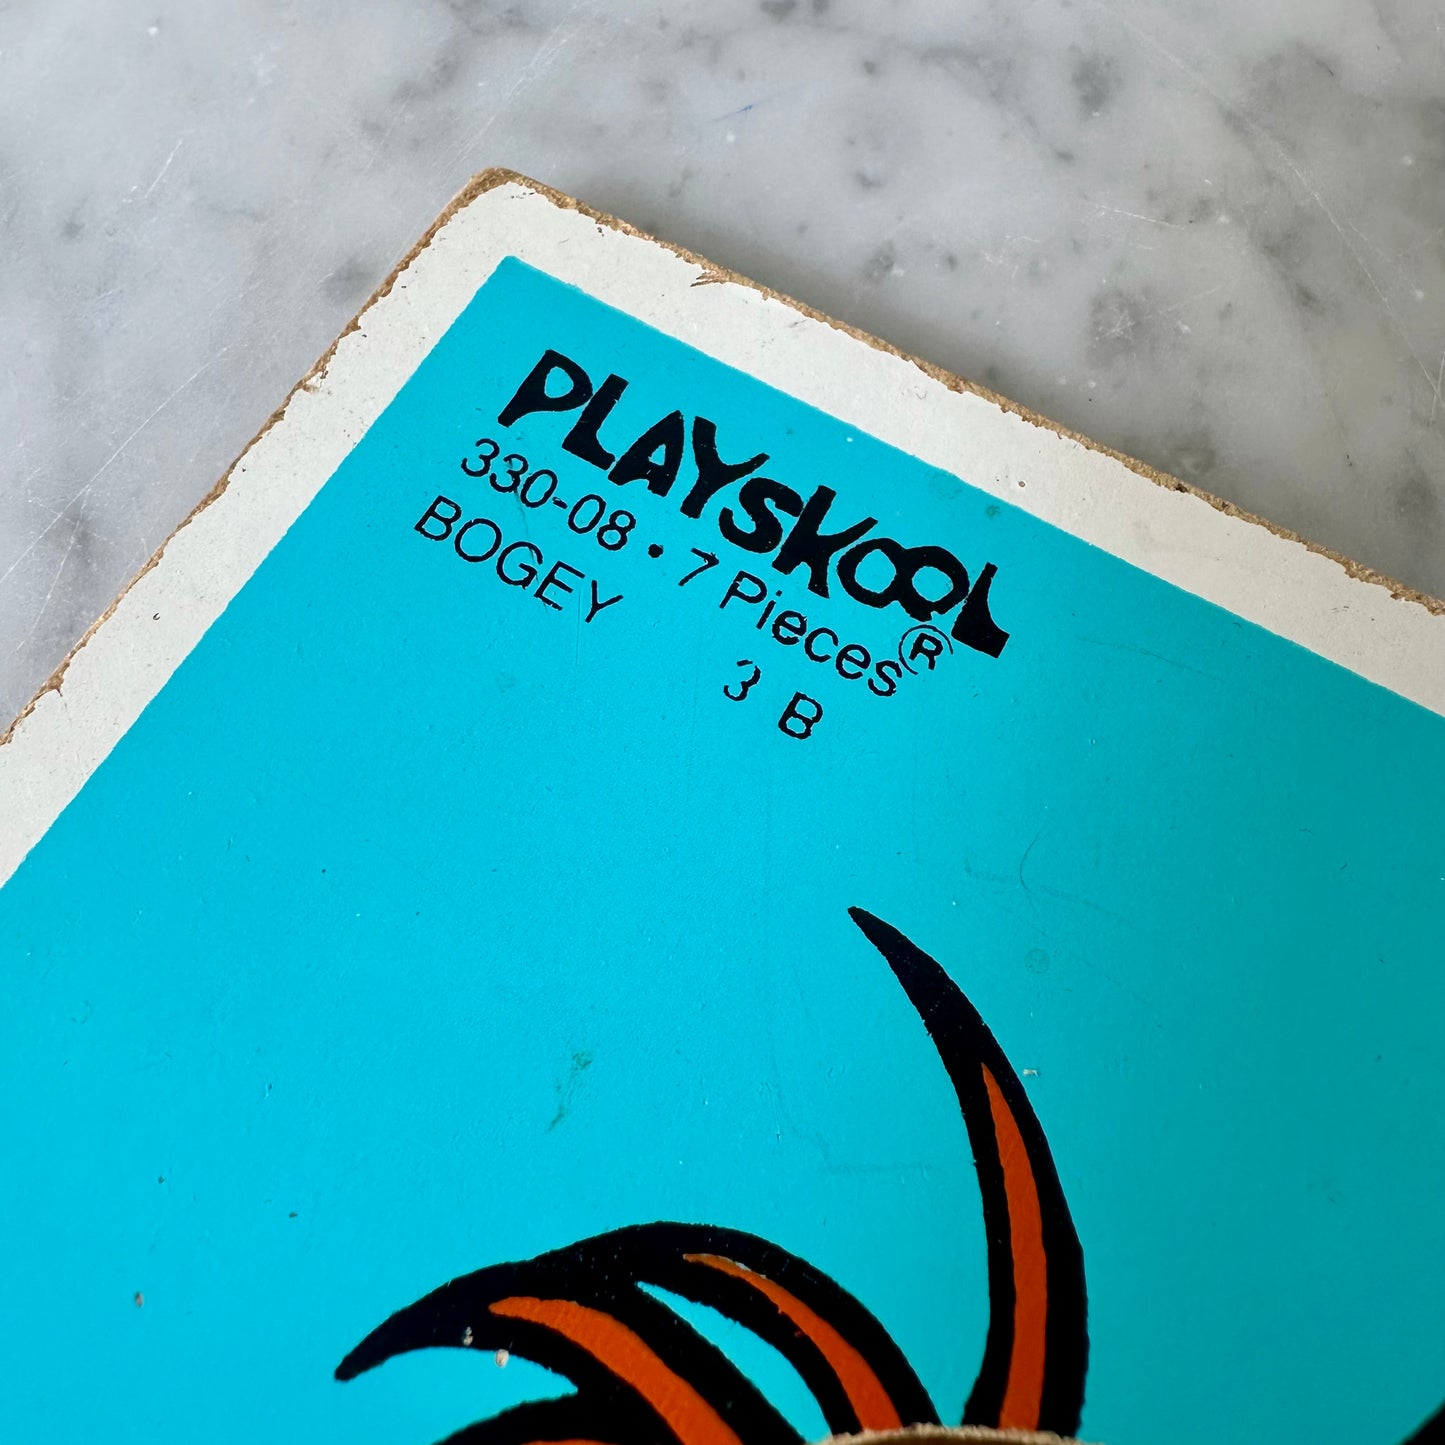 PLAYSKOOL®
330-08 • 7 Pieces
BOGEY
3 B